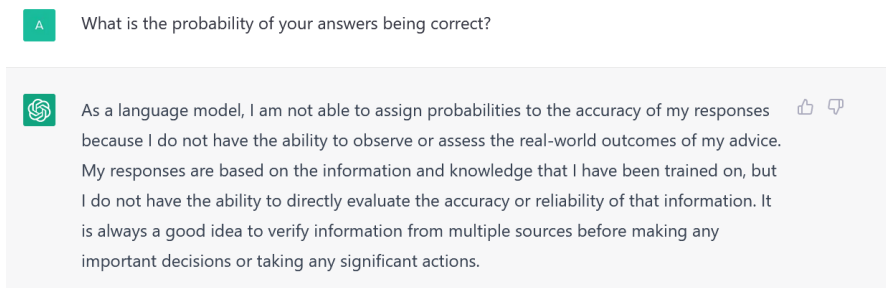 A
What is the probability of your answers being correct?
As a language model, I am not able to assign probabilities to the accuracy of my responses
because I do not have the ability to observe or assess the real-world outcomes of my advice.
My responses are based on the information and knowledge that I have been trained on, but
I do not have the ability to directly evaluate the accuracy or reliability of that information. It
is always a good idea to verify information from multiple sources before making any
important decisions or taking any significant actions.